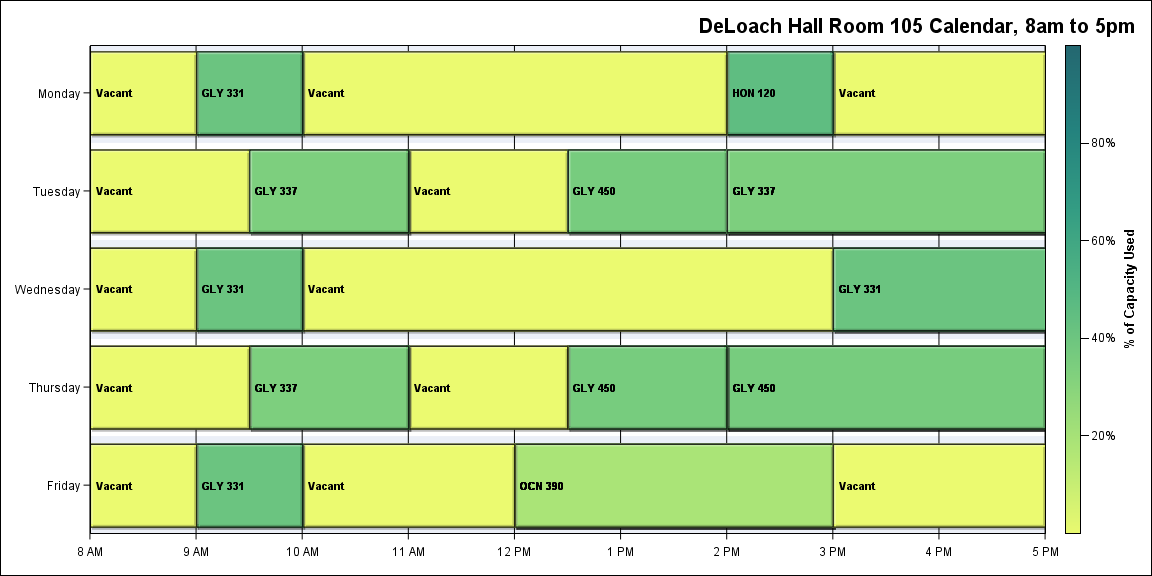 DeLoach Hall Room 105 Calendar, 8am to 5pm
Monday
Vacant
GLY 331
Vacant
HON 120
Vacant
Tuesday
Vacant
GLY 337
Vacant
GLY 450
GLY 337
Wednesday
Vacant
GLY 331
Vacant
GLY 331
Thursday
Vacant
GLY 337
Vacant
GLY 450
GLY 450
Friday
Vacant
GLY 331
Vacant
OCN 390
Vacant
8 AM
9 AM
10 AM
11 AM
12 PM
1 PM
2 PM
3 PM
4 PM
5 PM
80%
60%
40%
20%
% of Capacity Used